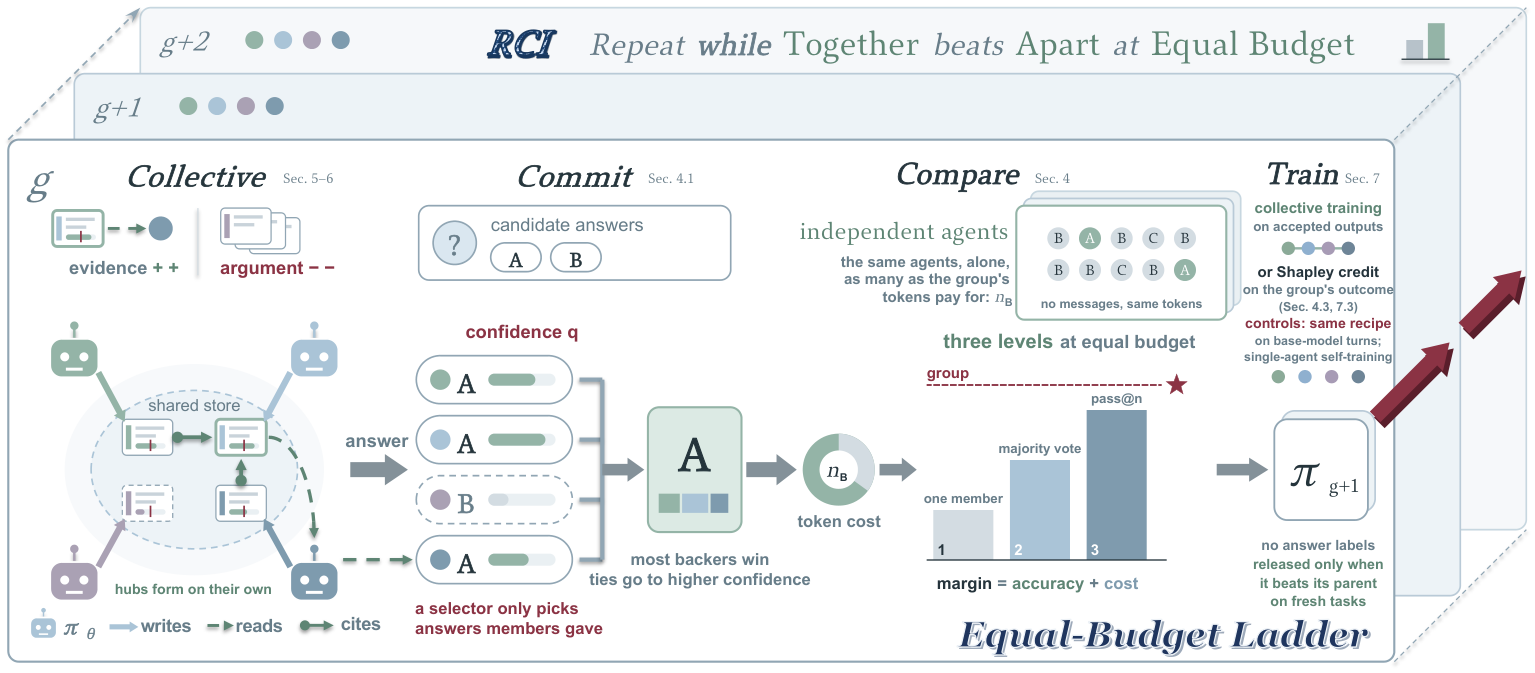 g+2
RCI Repeat while Together beats Apart at Equal Budget
g+1
g
Collective Sec. 5–6
evidence + +
argument − −
shared store
hubs form on their own
π θ
writes
reads
cites
answer
Commit Sec. 4.1
?
candidate answers
A B
confidence q
A
A
B
A
a selector only picks
answers members gave
A
most backers win
ties go to higher confidence
nB
token cost
Compare Sec. 4
independent agents
the same agents, alone,
as many as the group's
tokens pay for: nB
B A B C B
B B C B A
no messages, same tokens
three levels at equal budget
group
pass@n
majority vote
one member
1 2 3
margin = accuracy + cost
Train Sec. 7
collective training
on accepted outputs
or Shapley credit
on the group's outcome
(Sec. 4.3, 7.3)
controls: same recipe
on base-model turns;
single-agent self-training
π g+1
no answer labels
released only when
it beats its parent
on fresh tasks
Equal-Budget Ladder